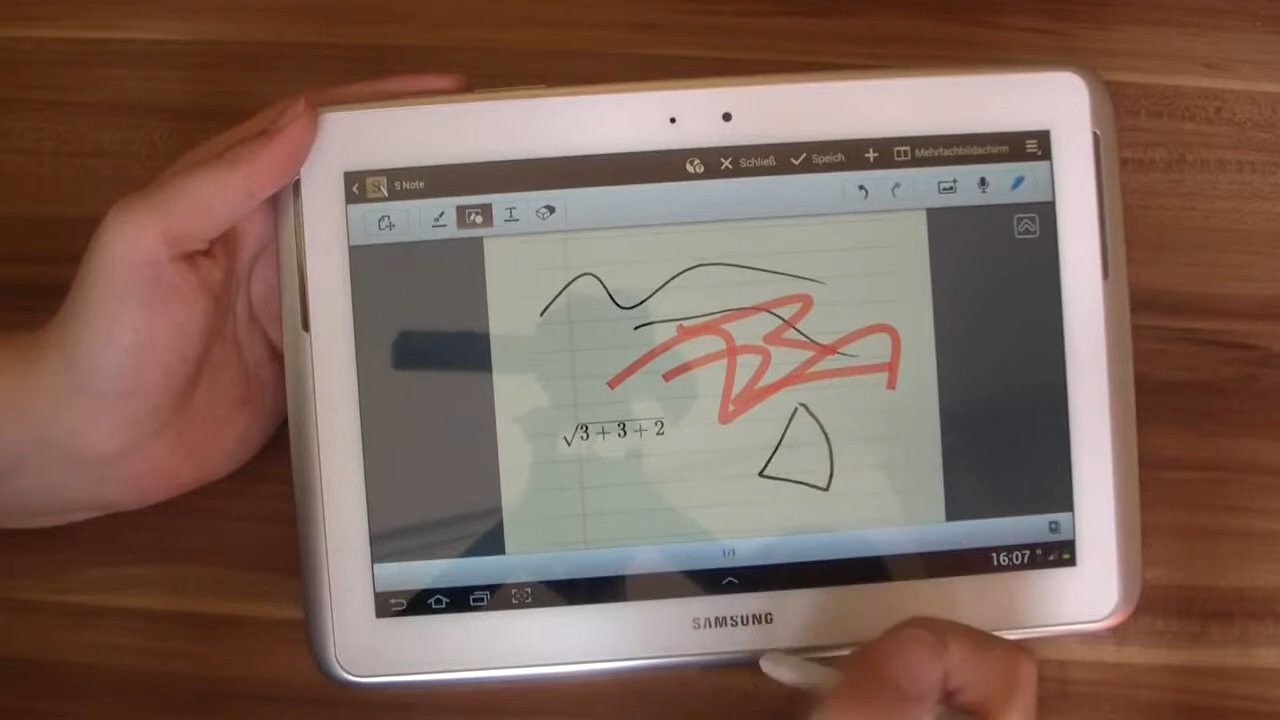 S Note
Schließ Speich Mehrfachbildschirm
√3 + 3 + 2
1/1
16:07
SAMSUNG